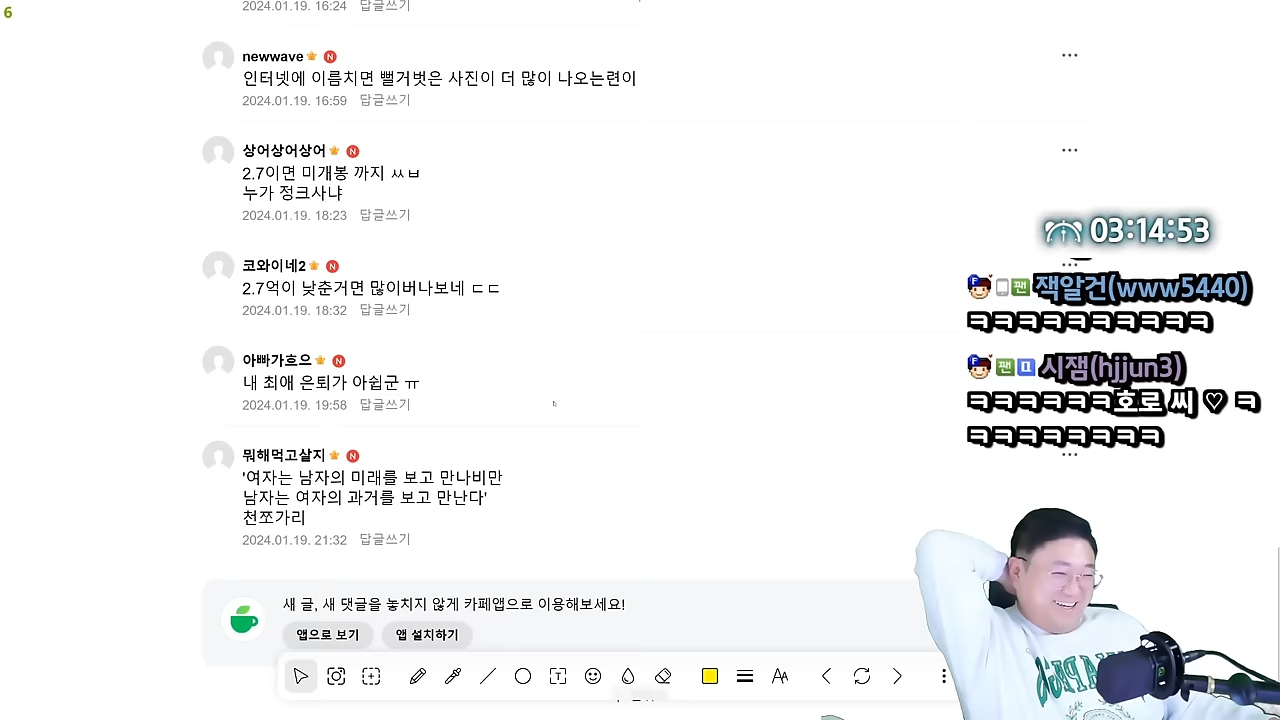 6
2024.01.19. 16:24 답글쓰기
newwave N
인터넷에 이름치면 뻘거벗은 사진이 더 많이 나오는련이
2024.01.19. 16:59 답글쓰기
상어상어상어 N
2.7이면 미개봉 까지 ㅆㅂ
누가 정크사냐
2024.01.19. 18:23 답글쓰기
코와이네2 N
2.7억이 낮춘거면 많이버나보네 ㄷㄷ
2024.01.19. 18:32 답글쓰기
아빠가흐으 N
내 최애 은퇴가 아쉽군 ㅠ
2024.01.19. 19:58 답글쓰기
뭐해먹고살지 N
'여자는 남자의 미래를 보고 만나비만
남자는 여자의 과거를 보고 만난다'
천쪼가리
2024.01.19. 21:32 답글쓰기
새 글, 새 댓글을 놓치지 않게 카페앱으로 이용해보세요!
앱으로 보기 앱 설치하기
03:14:53
팬 잭알건(www5440)
ㅋㅋㅋㅋㅋㅋㅋㅋㅋㅋ
팬 시잼(hjjun3)
ㅋㅋㅋㅋㅋㅋ호로 씨 ♡ ㅋ
ㅋㅋㅋㅋㅋㅋㅋㅋ